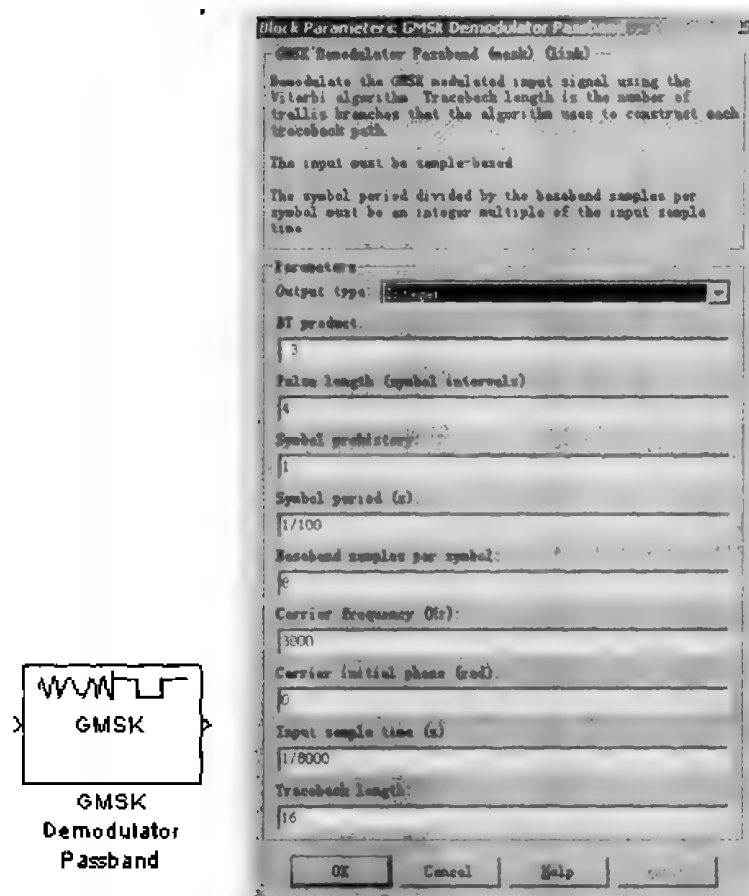 Block Parameters: GMSK Demodulator Passband
GMSK Demodulator Passband (mask) (link)
Demodulate the GMSK modulated input signal using the
Viterbi algorithm. Traceback length is the number of
trellis branches that the algorithm uses to construct each
traceback path.
The input must be sample-based
The symbol period divided by the baseband samples per
symbol must be an integer multiple of the input sample
time
Parameters
Output type: Integer
BT product:
3
Pulse length (symbol intervals)
4
Symbol prehistory:
1
Symbol period (s).
1/100
Baseband samples per symbol:
8
Carrier frequency (Hz):
3000
Carrier initial phase (rad).
0
Input sample time (s)
1/8000
Traceback length:
16
OK Cancel Help
GMSK
GMSK
Demodulator
Passband